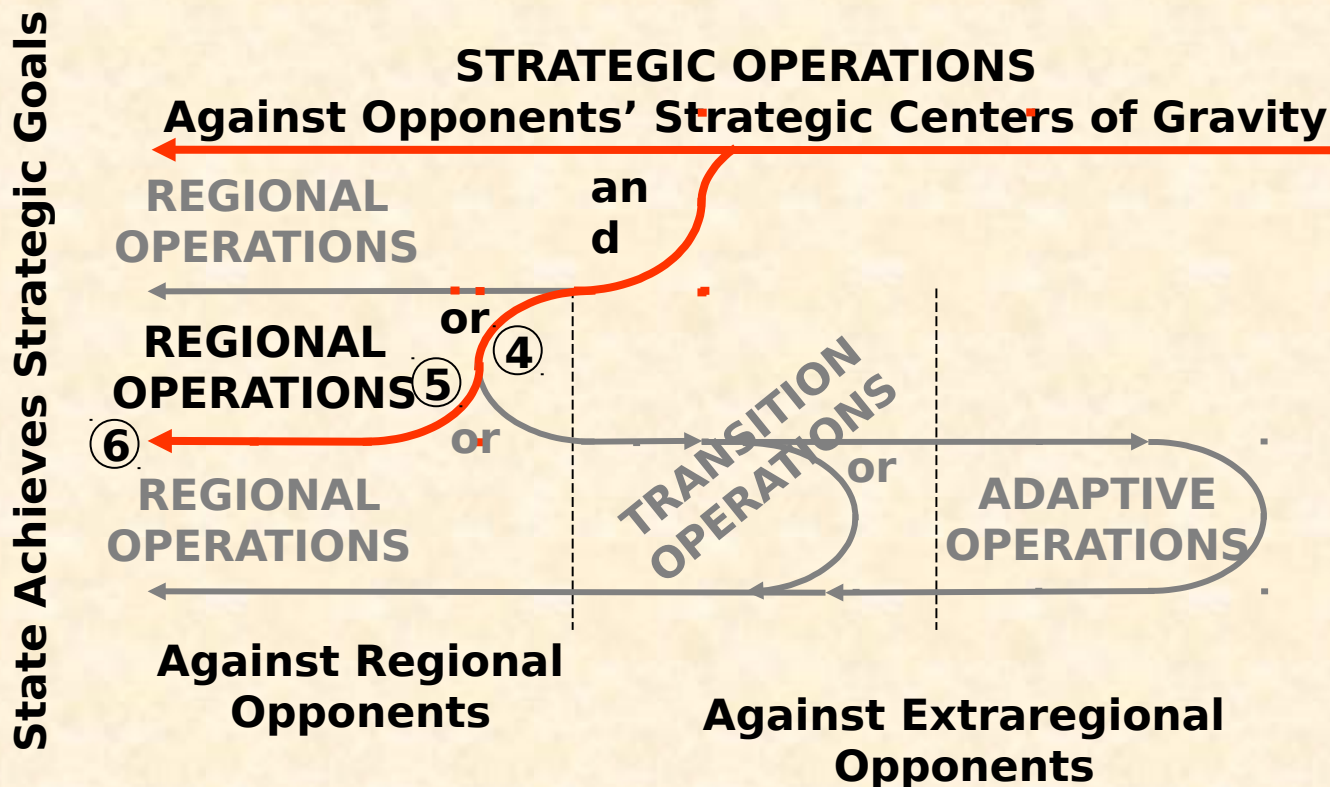 State Achieves Strategic Goals
STRATEGIC OPERATIONS
Against Opponents’ Strategic Centers of Gravity
an
d
REGIONAL
OPERATIONS
or
④
REGIONAL
OPERATIONS
⑤
⑥
or
TRANSITION
OPERATIONS
or
REGIONAL
OPERATIONS
ADAPTIVE
OPERATIONS
Against Regional
Opponents
Against Extraregional
Opponents